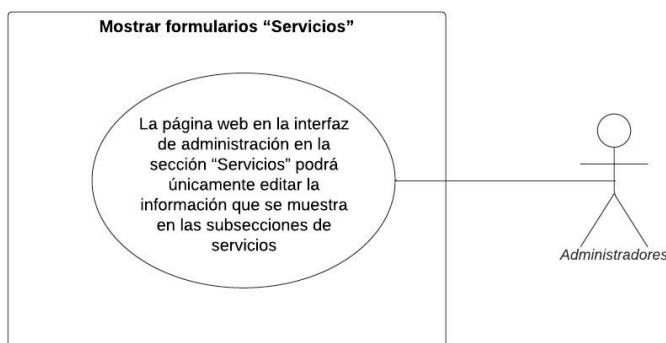 Mostrar formularios “Servicios”
La página web en la interfaz
de administración en la
sección “Servicios” podrá
únicamente editar la
información que se muestra
en las subsecciones de
servicios
Administradores